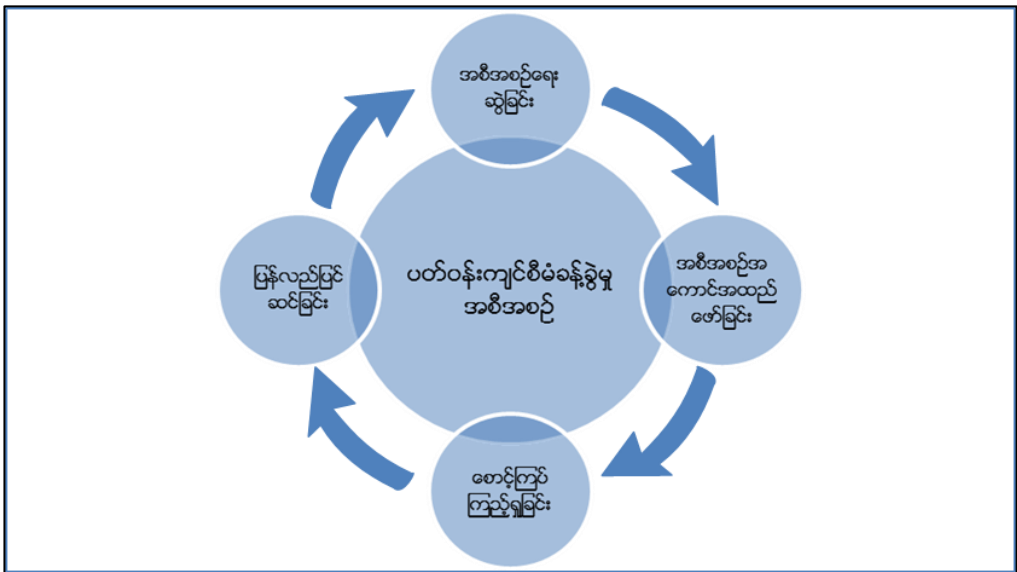 အစီအစဉ်ရေး
ဆွဲခြင်း
ပြန်လည်ပြင်
ဆင်ခြင်း
ပတ်ဝန်းကျင်စီမံခန့်ခွဲမှု
အစီအစဉ်
အစီအစဉ်အ
ကောင်အထည်
ဖော်ခြင်း
စောင့်ကြပ်
ကြည့်ရှုခြင်း